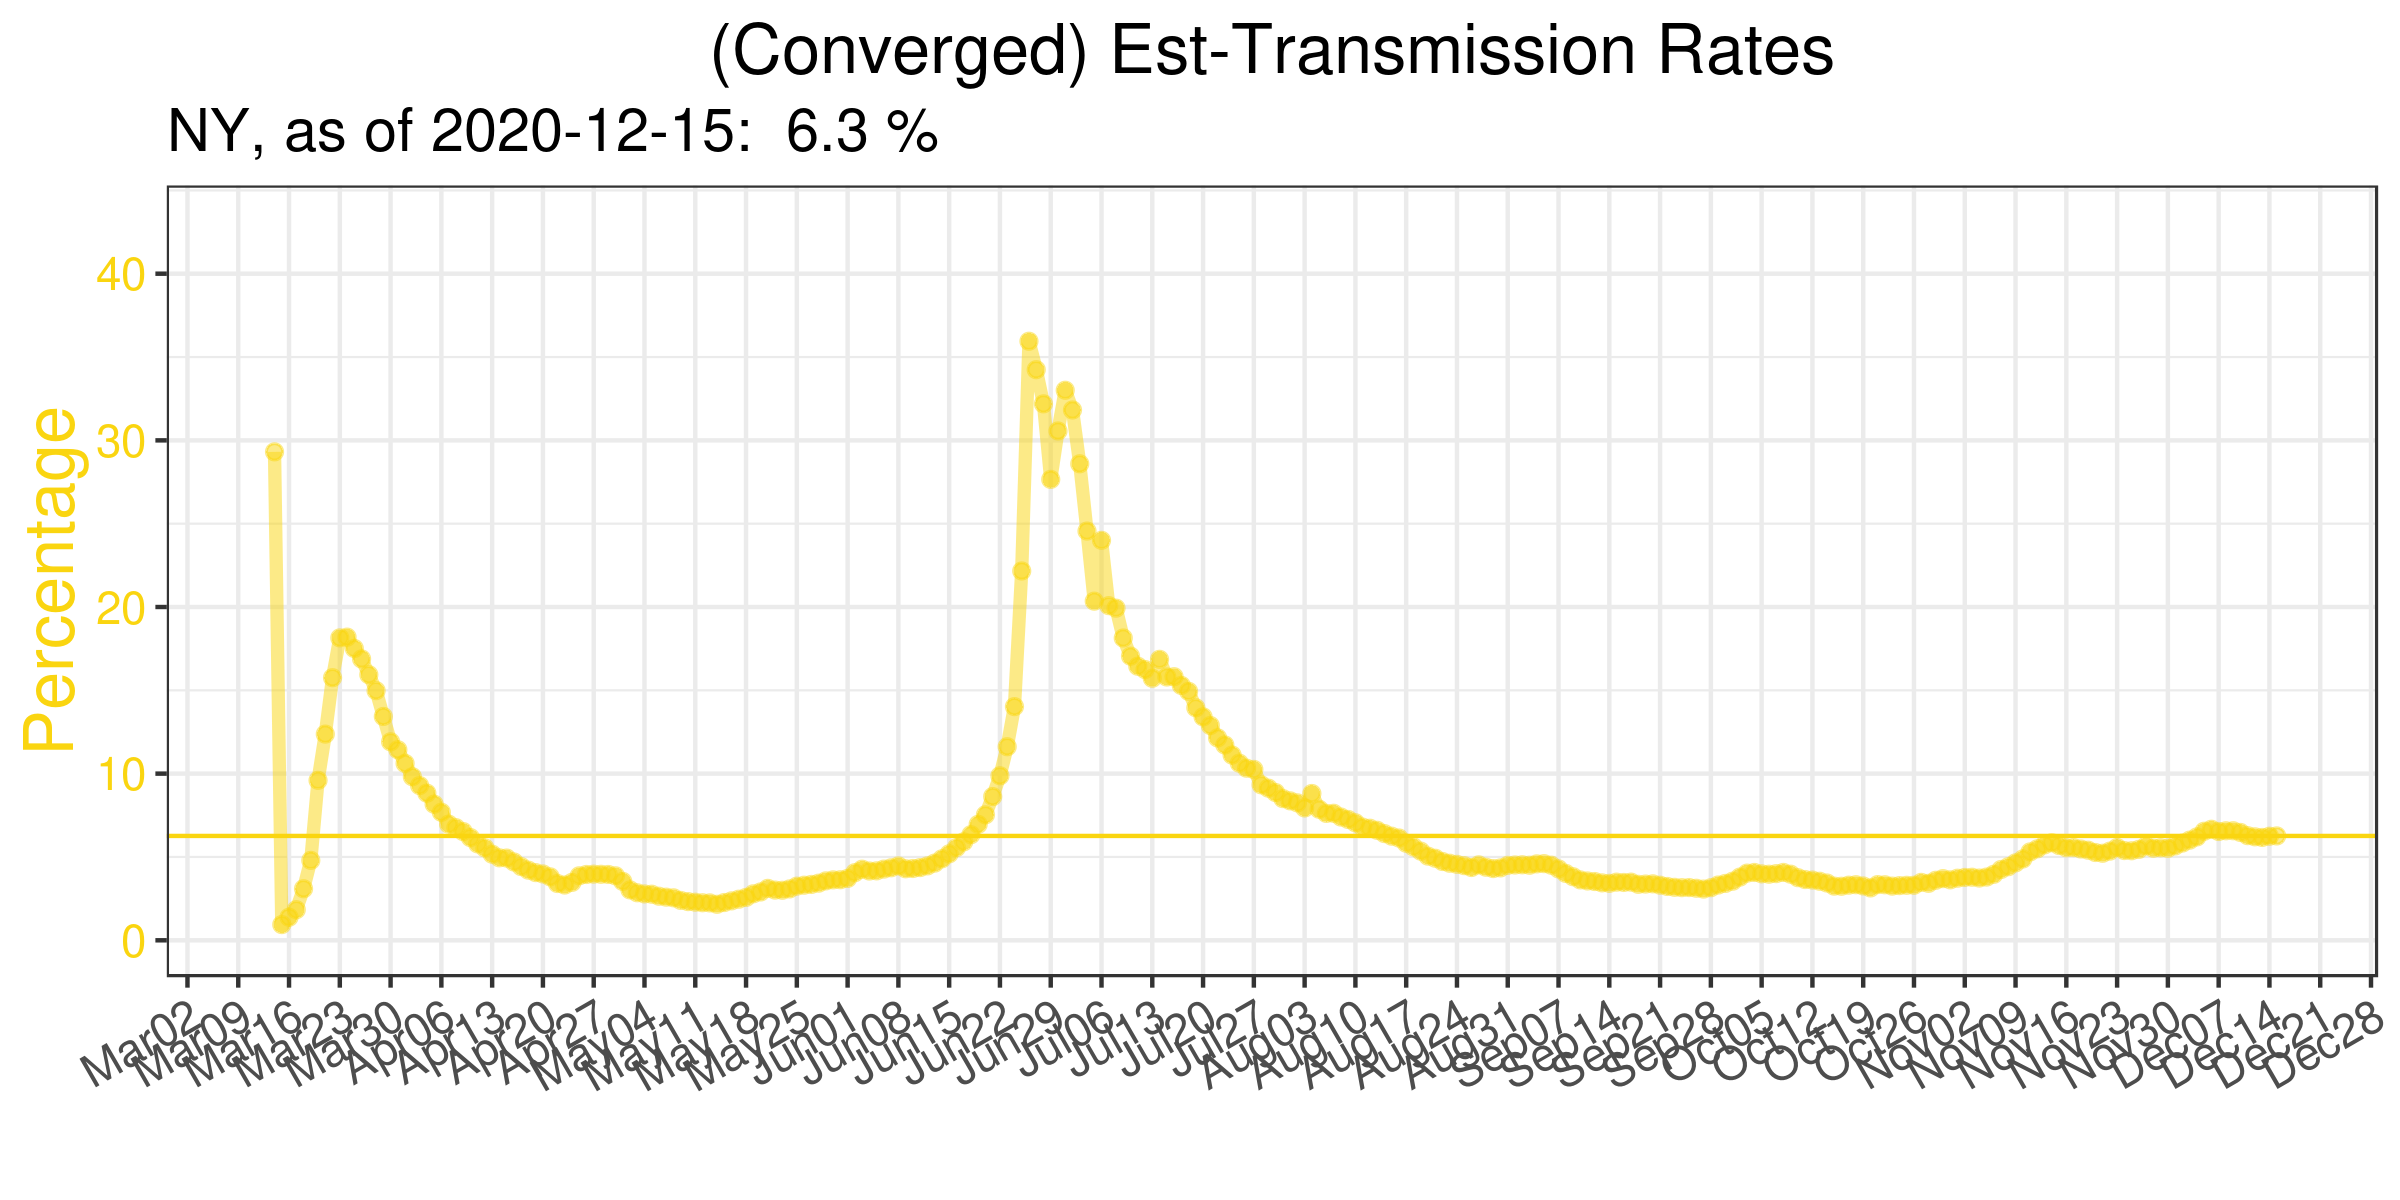 (Converged) Est-Transmission Rates
NY, as of 2020-12-15:  6.3 %
Percentage
40
30
20
10
0
Mar02
Mar09
Mar16
Mar23
Mar30
Apr06
Apr13
Apr20
Apr27
May04
May11
May18
May25
Jun01
Jun08
Jun15
Jun22
Jun29
Jul06
Jul13
Jul20
Jul27
Aug03
Aug10
Aug17
Aug24
Aug31
Sep07
Sep14
Sep21
Sep28
Oct05
Oct12
Oct19
Oct26
Nov02
Nov09
Nov16
Nov23
Nov30
Dec07
Dec14
Dec21
Dec28